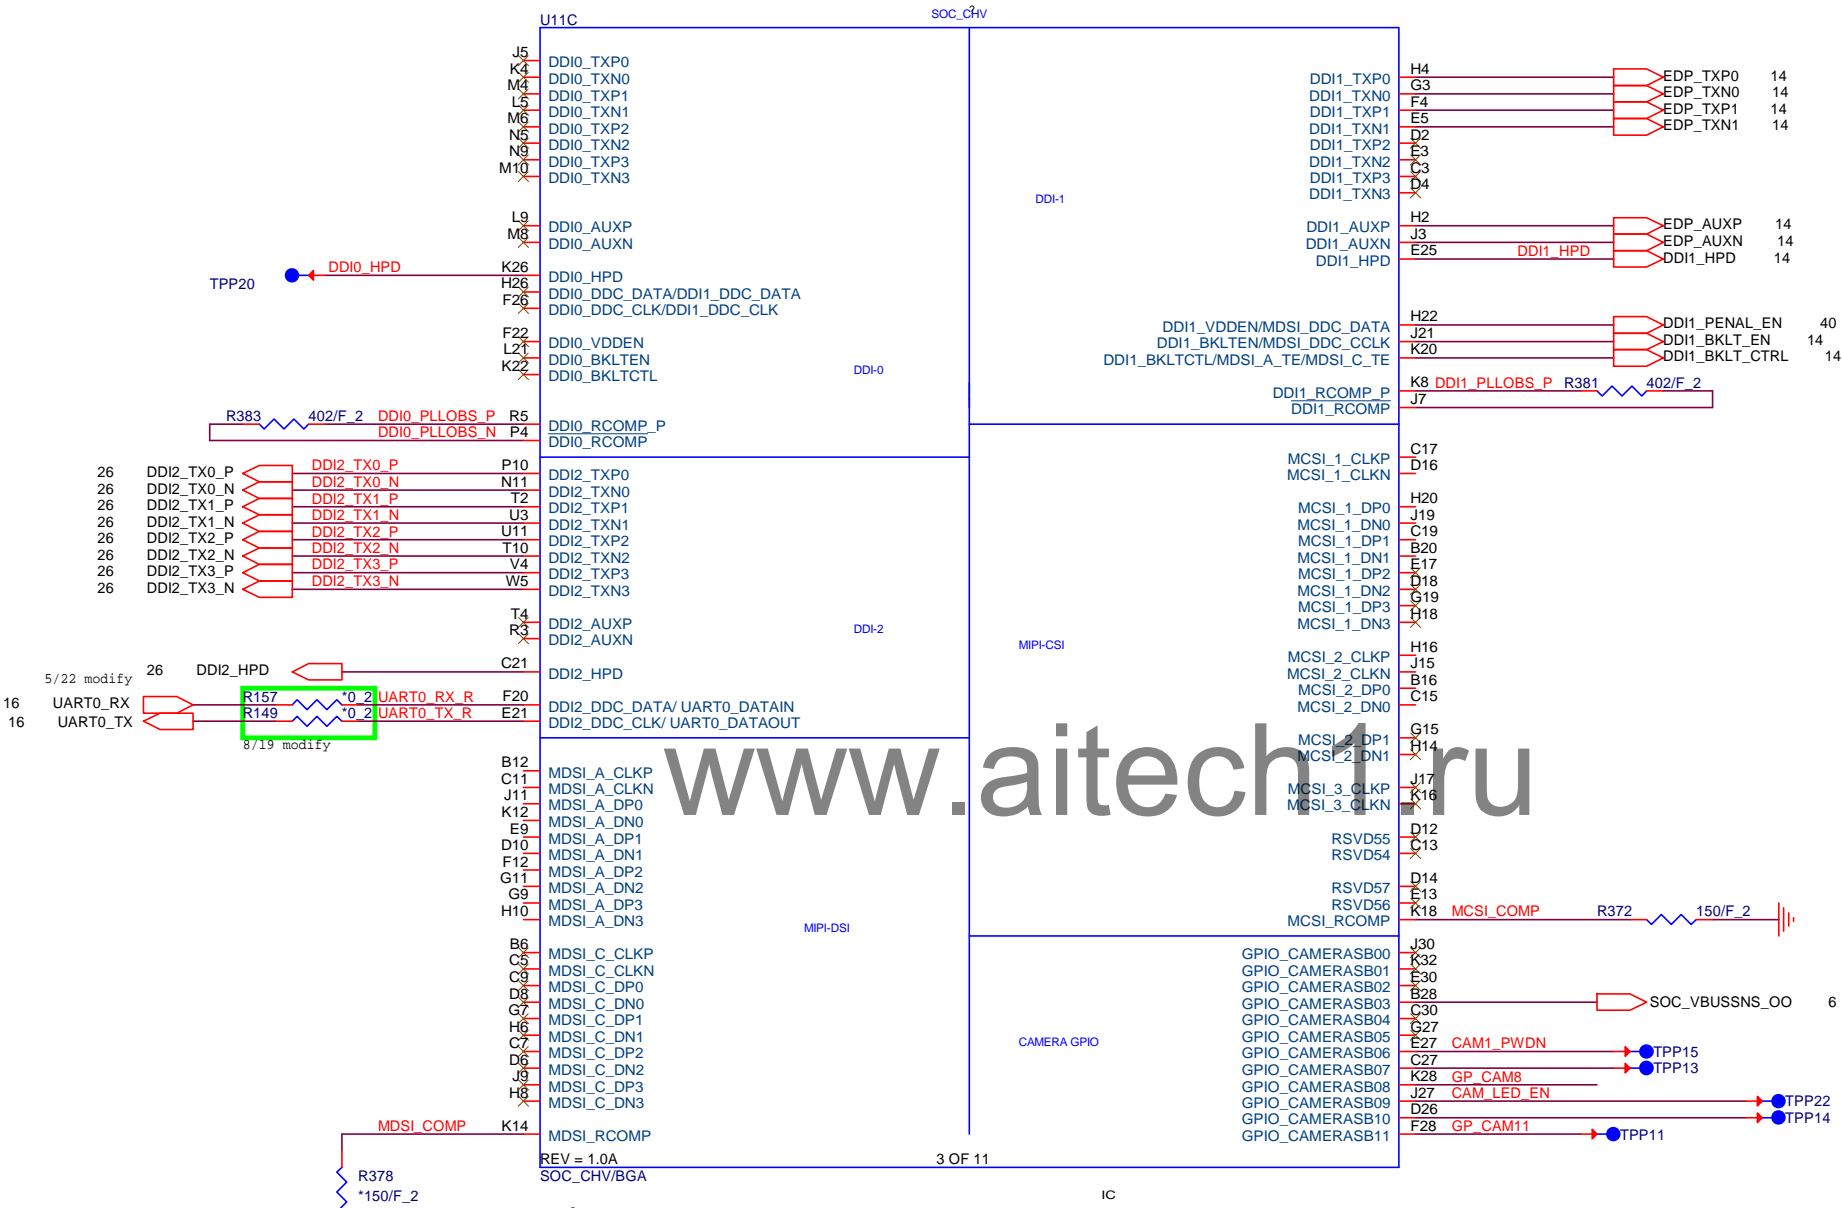 U11C
SOC_CHV
2
J5 DDI0_TXP0
K4 DDI0_TXN0
M4 DDI0_TXP1
L5 DDI0_TXN1
M6 DDI0_TXP2
N5 DDI0_TXN2
N9 DDI0_TXP3
M10 DDI0_TXN3
L9 DDI0_AUXP
M8 DDI0_AUXN
TPP20 DDI0_HPD K26 DDI0_HPD
H26 DDI0_DDC_DATA/DDI1_DDC_DATA
F26 DDI0_DDC_CLK/DDI1_DDC_CLK
F22 DDI0_VDDEN
L21 DDI0_BKLTEN
K22 DDI0_BKLTCTL
DDI-0
R383 402/F_2 DDI0_PLLOBS_P R5 DDI0_RCOMP_P
DDI0_PLLOBS_N P4 DDI0_RCOMP
26 DDI2_TX0_P DDI2_TX0_P P10 DDI2_TXP0
26 DDI2_TX0_N DDI2_TX0_N N11 DDI2_TXN0
26 DDI2_TX1_P DDI2_TX1_P T2 DDI2_TXP1
26 DDI2_TX1_N DDI2_TX1_N U3 DDI2_TXN1
26 DDI2_TX2_P DDI2_TX2_P U11 DDI2_TXP2
26 DDI2_TX2_N DDI2_TX2_N T10 DDI2_TXN2
26 DDI2_TX3_P DDI2_TX3_P V4 DDI2_TXP3
26 DDI2_TX3_N DDI2_TX3_N W5 DDI2_TXN3
T4 DDI2_AUXP
R3 DDI2_AUXN
DDI-2
5/22 modify
26 DDI2_HPD C21 DDI2_HPD
16 UART0_RX R157 *0_2 UART0_RX_R F20 DDI2_DDC_DATA/ UART0_DATAIN
16 UART0_TX R149 *0_2 UART0_TX_R E21 DDI2_DDC_CLK/ UART0_DATAOUT
8/19 modify
B12 MDSI_A_CLKP
C11 MDSI_A_CLKN
J11 MDSI_A_DP0
K12 MDSI_A_DN0
E9 MDSI_A_DP1
D10 MDSI_A_DN1
F12 MDSI_A_DP2
G11 MDSI_A_DN2
G9 MDSI_A_DP3
H10 MDSI_A_DN3
MIPI-DSI
B6 MDSI_C_CLKP
C5 MDSI_C_CLKN
C9 MDSI_C_DP0
D8 MDSI_C_DN0
G7 MDSI_C_DP1
H6 MDSI_C_DN1
C7 MDSI_C_DP2
D6 MDSI_C_DN2
J9 MDSI_C_DP3
H8 MDSI_C_DN3
MDSI_COMP K14 MDSI_RCOMP
R378
*150/F_2
DDI1_TXP0 H4 EDP_TXP0 14
DDI1_TXN0 G3 EDP_TXN0 14
DDI1_TXP1 F4 EDP_TXP1 14
DDI1_TXN1 E5 EDP_TXN1 14
DDI1_TXP2 D2
DDI1_TXN2 E3
DDI1_TXP3 C3
DDI1_TXN3 D4
DDI-1
DDI1_AUXP H2 EDP_AUXP 14
DDI1_AUXN J3 EDP_AUXN 14
DDI1_HPD E25 DDI1_HPD DDI1_HPD 14
DDI1_VDDEN/MDSI_DDC_DATA H22 DDI1_PENAL_EN 40
DDI1_BKLTEN/MDSI_DDC_CCLK J21 DDI1_BKLT_EN 14
DDI1_BKLTCTL/MDSI_A_TE/MDSI_C_TE K20 DDI1_BKLT_CTRL 14
DDI1_RCOMP_P K8 DDI1_PLLOBS_P R381 402/F_2
DDI1_RCOMP J7
MCSI_1_CLKP C17
MCSI_1_CLKN D16
MCSI_1_DP0 H20
MCSI_1_DN0 J19
MCSI_1_DP1 C19
MCSI_1_DN1 B20
MCSI_1_DP2 E17
MCSI_1_DN2 D18
MCSI_1_DP3 G19
MCSI_1_DN3 H18
MIPI-CSI
MCSI_2_CLKP H16
MCSI_2_CLKN J15
MCSI_2_DP0 B16
MCSI_2_DN0 C15
MCSI_2_DP1 G15
MCSI_2_DN1 H14
MCSI_3_CLKP J17
MCSI_3_CLKN K16
www.aitech1.ru
RSVD55 D12
RSVD54 C13
RSVD57 D14
RSVD56 E13
MCSI_RCOMP K18 MCSI_COMP R372 150/F_2
GPIO_CAMERASB00 J30
GPIO_CAMERASB01 K32
GPIO_CAMERASB02 E30
GPIO_CAMERASB03 B28 SOC_VBUSSNS_OO 6
GPIO_CAMERASB04 C30
GPIO_CAMERASB05 G27
CAMERA GPIO
GPIO_CAMERASB06 E27 CAM1_PWDN TPP15
GPIO_CAMERASB07 C27 TPP13
GPIO_CAMERASB08 K28 GP_CAM8
GPIO_CAMERASB09 J27 CAM_LED_EN TPP22
GPIO_CAMERASB10 D26 TPP14
GPIO_CAMERASB11 F28 GP_CAM11 TPP11
REV = 1.0A
3 OF 11
SOC_CHV/BGA
IC